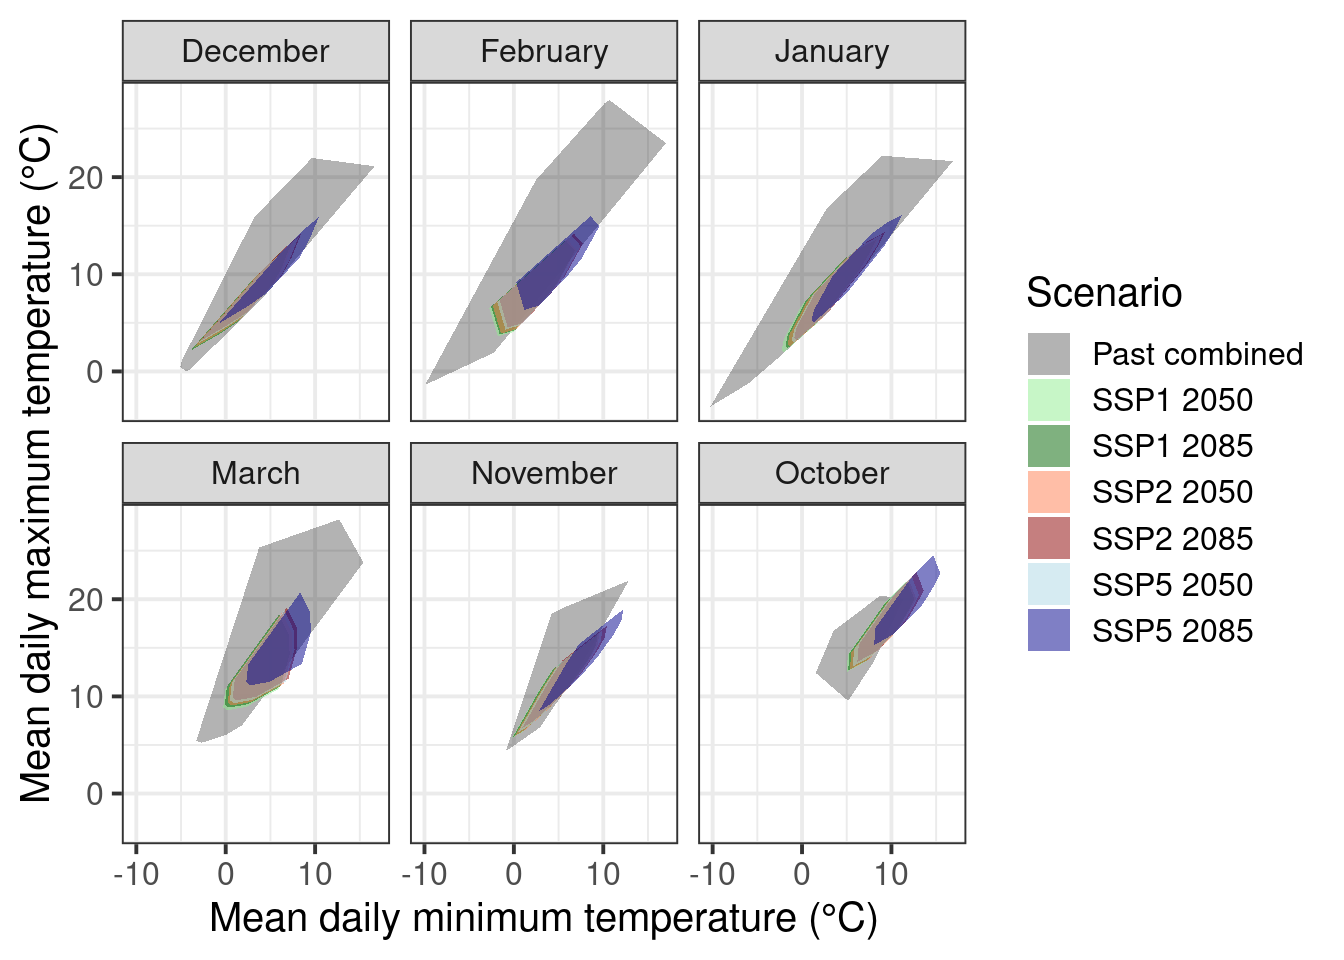 December
February
January
20
10
0
March
November
October
20
10
0
-10 0 10
-10 0 10
-10 0 10
Mean daily minimum temperature (°C)
Mean daily maximum temperature (°C)
Scenario
Past combined
SSP1 2050
SSP1 2085
SSP2 2050
SSP2 2085
SSP5 2050
SSP5 2085